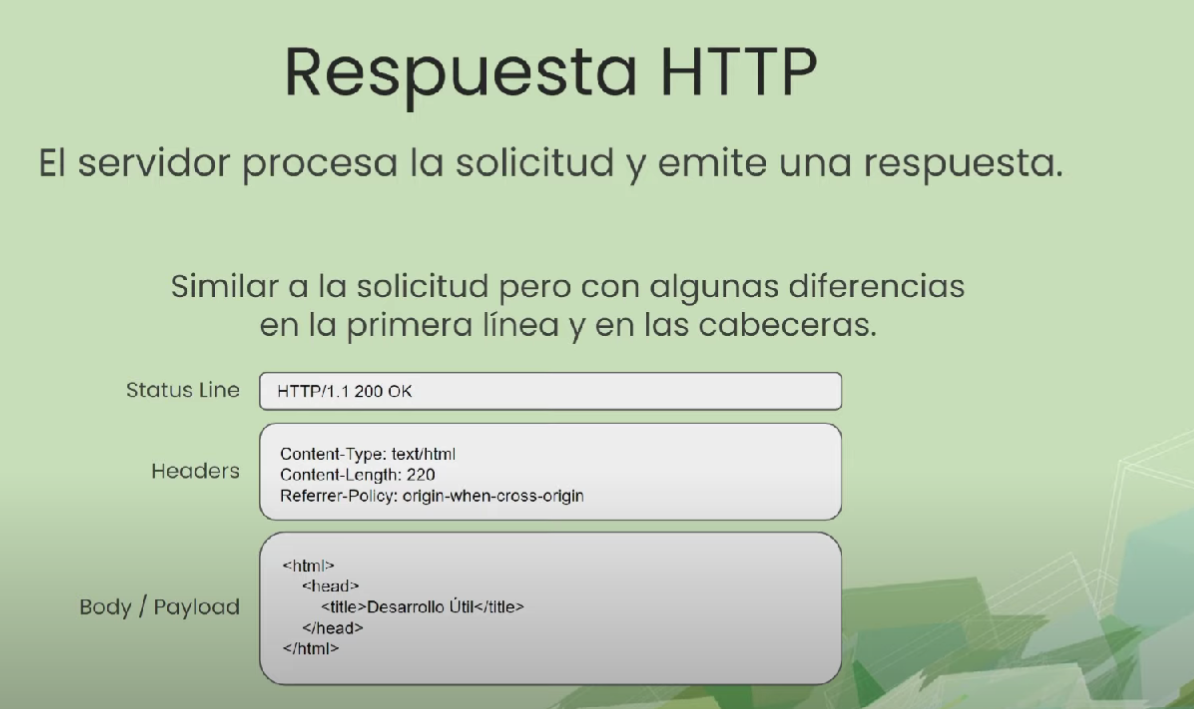 Respuesta HTTP
El servidor procesa la solicitud y emite una respuesta.
Similar a la solicitud pero con algunas diferencias
en la primera línea y en las cabeceras.
Status Line
HTTP/1.1 200 OK
Headers
Content-Type: text/html
Content-Length: 220
Referrer-Policy: origin-when-cross-origin
Body / Payload
<html>
<head>
<title>Desarrollo Útil</title>
</head>
</html>